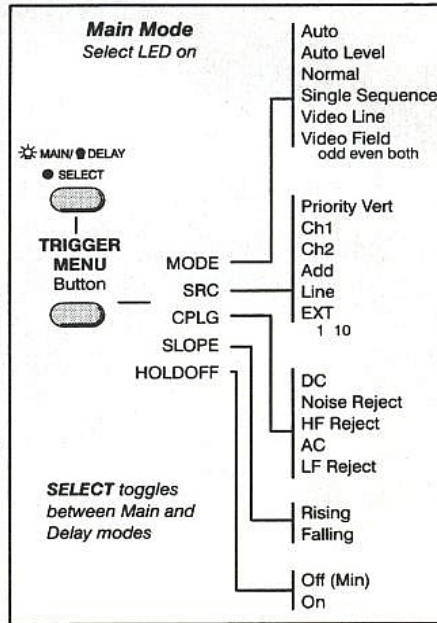 Main Mode
Select LED on
MAIN/ DELAY
SELECT
TRIGGER
MENU
Button
MODE
SRC
CPLG
SLOPE
HOLDOFF
SELECT toggles
between Main and
Delay modes
Auto
Auto Level
Normal
Single Sequence
Video Line
Video Field
odd even both
Priority Vert
Ch1
Ch2
Add
Line
EXT
1 10
DC
Noise Reject
HF Reject
AC
LF Reject
Rising
Falling
Off (Min)
On